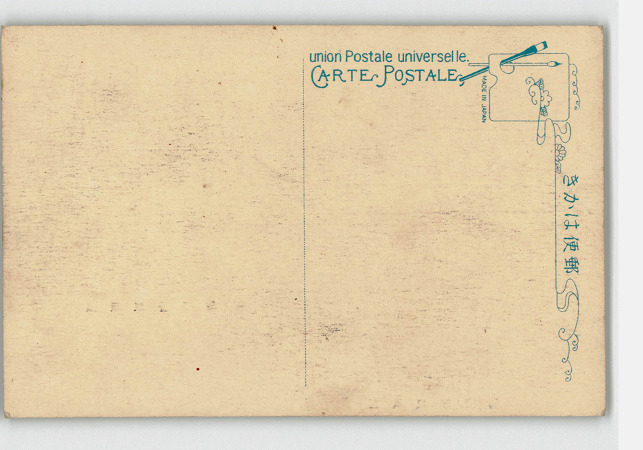 union Postale universelle.
CARTE POSTALE
MADE IN JAPAN
きかは便郵